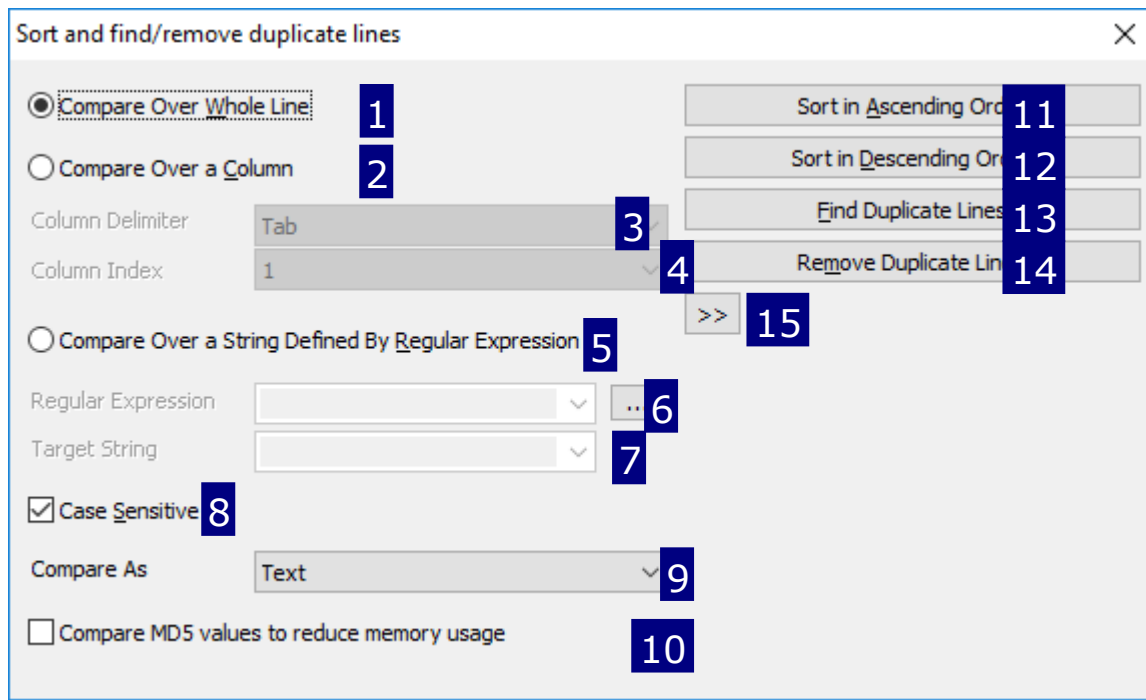 Sort and find/remove duplicate lines
Compare Over Whole Line 1
Compare Over a Column 2
Column Delimiter Tab 3
Column Index 1 4
Compare Over a String Defined By Regular Expression 5
Regular Expression .. 6
Target String 7
Case Sensitive 8
Compare As Text 9
Compare MD5 values to reduce memory usage 10
Sort in Ascending Ord 11
Sort in Descending Ord 12
Find Duplicate Lines 13
Remove Duplicate Lin 14
>> 15